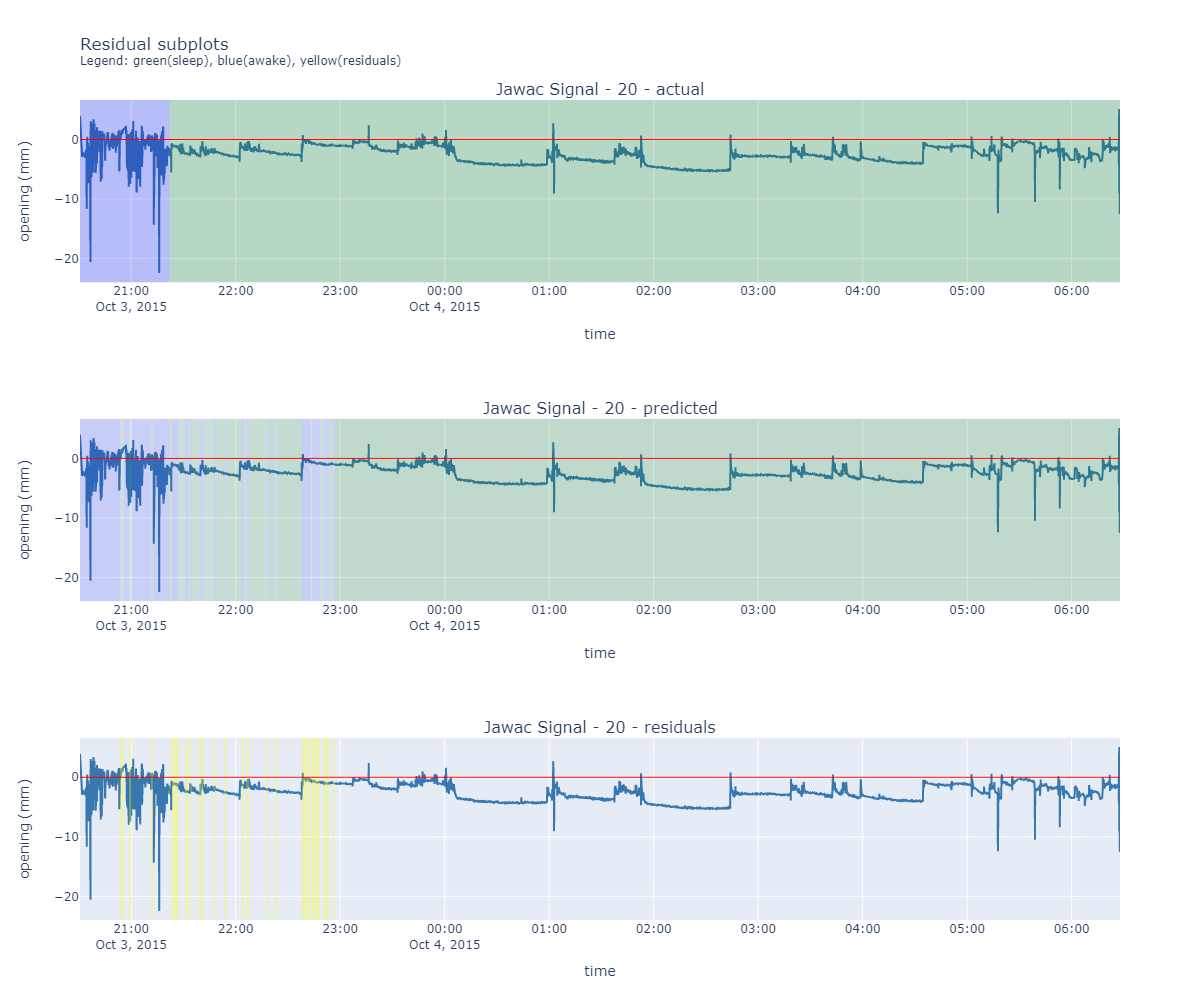 Residual subplots
Legend: green(sleep), blue(awake), yellow(residuals)
Jawac Signal - 20 - actual
opening (mm)
0
−10
−20
21:00 22:00 23:00 00:00 01:00 02:00 03:00 04:00 05:00 06:00
Oct 3, 2015 Oct 4, 2015
time
Jawac Signal - 20 - predicted
opening (mm)
0
−10
−20
21:00 22:00 23:00 00:00 01:00 02:00 03:00 04:00 05:00 06:00
Oct 3, 2015 Oct 4, 2015
time
Jawac Signal - 20 - residuals
opening (mm)
0
−10
−20
21:00 22:00 23:00 00:00 01:00 02:00 03:00 04:00 05:00 06:00
Oct 3, 2015 Oct 4, 2015
time